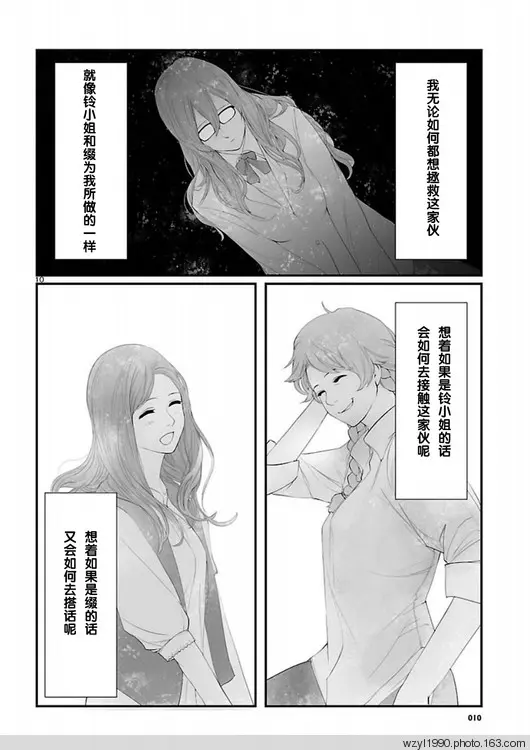 我无论如何都想拯救这家伙
就像铃小姐和缀为我所做的一样
10
想着如果是铃小姐的话
会如何去接触这家伙呢
想着如果是缀的话
又会如何去搭话呢
010
wzyl1990.photo.163.com